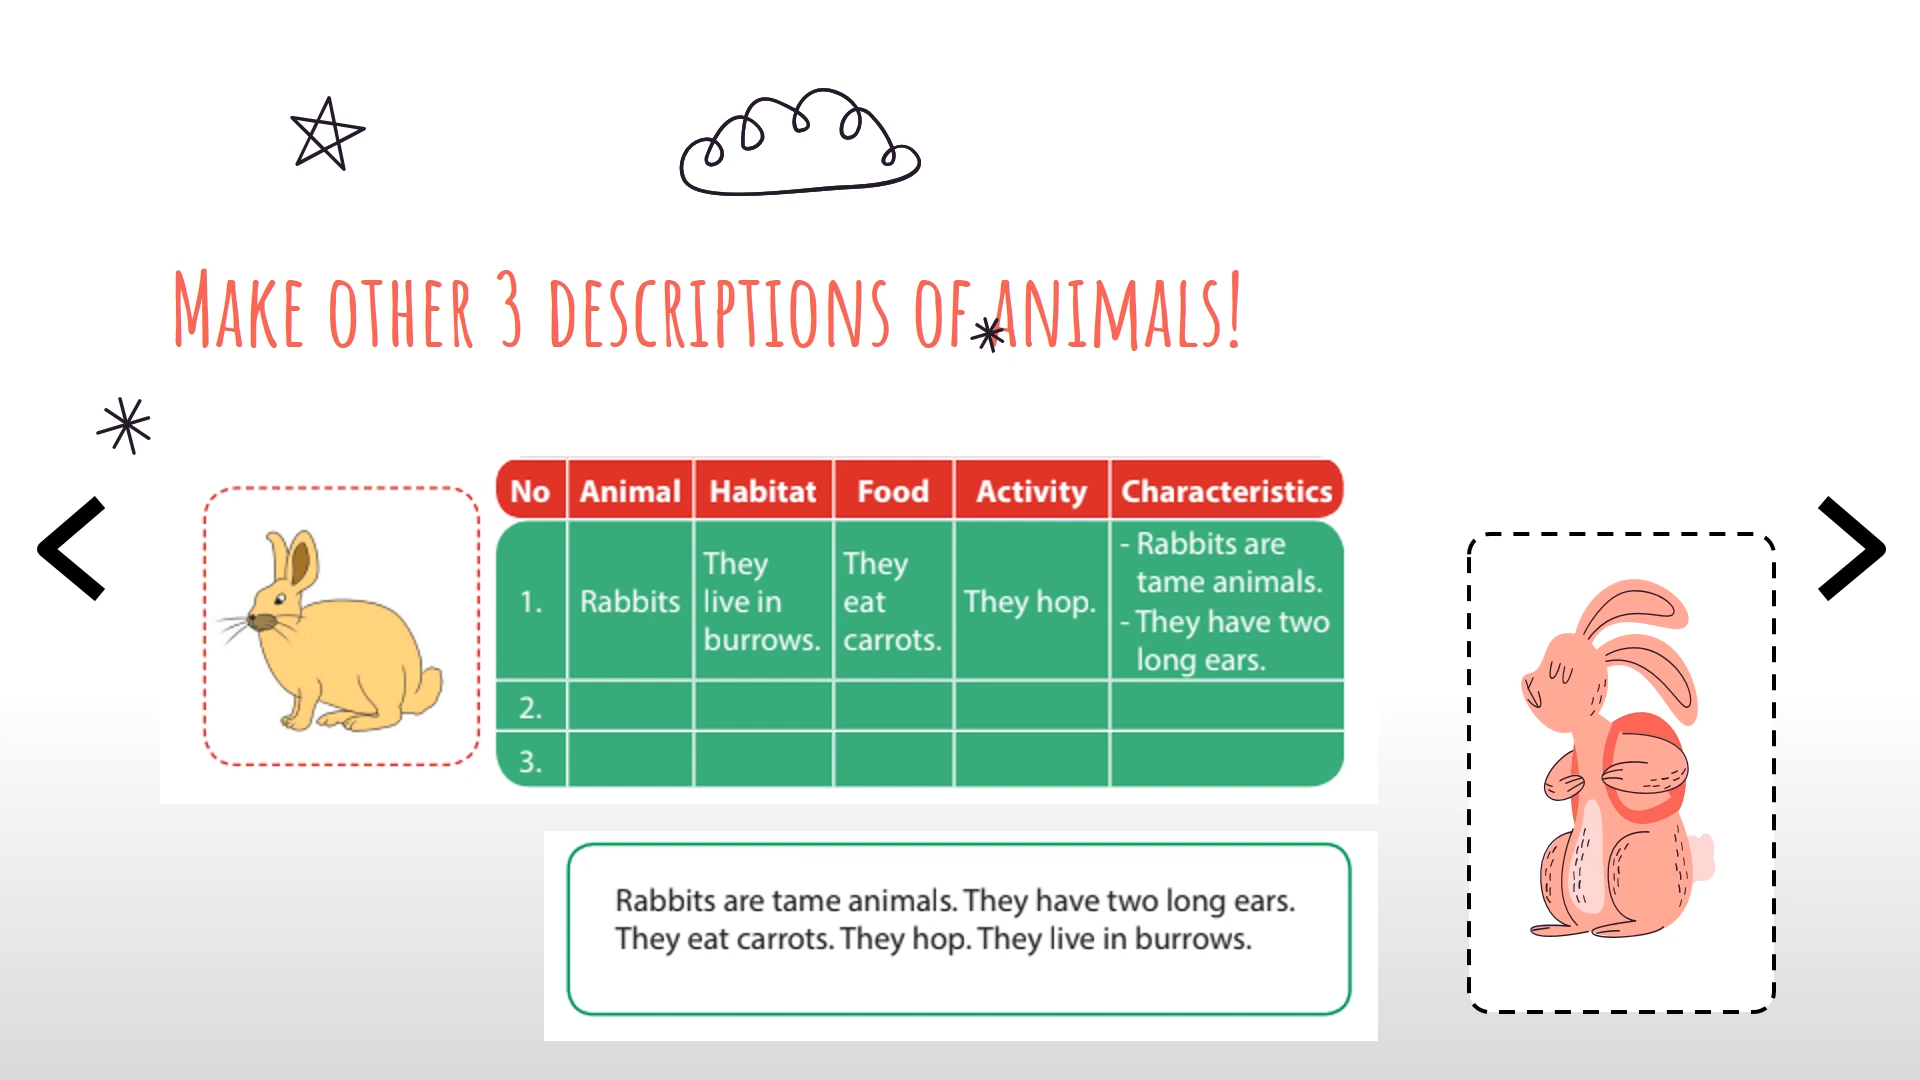 MAKE OTHER 3 DESCRIPTIONS OF ANIMALS!
No Animal Habitat Food Activity Characteristics
1. Rabbits They live in burrows. They eat carrots. They hop. - Rabbits are tame animals. - They have two long ears.
2.
3.
Rabbits are tame animals. They have two long ears.
They eat carrots. They hop. They live in burrows.